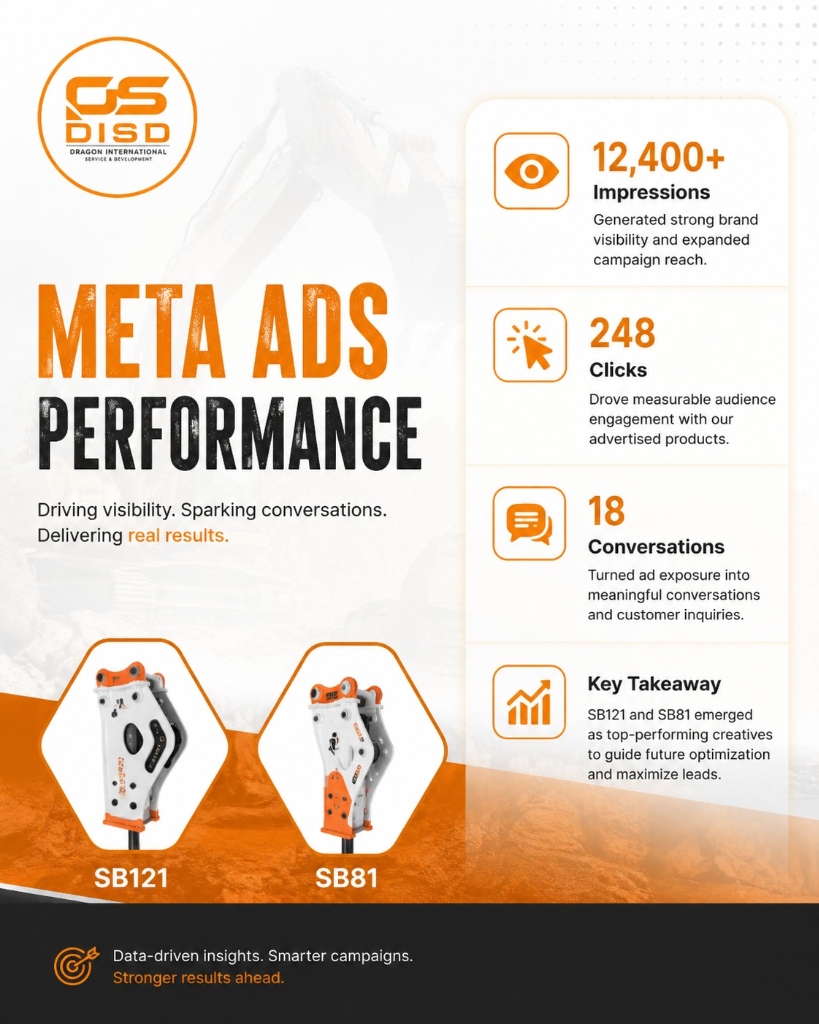 DISD
DRAGON INTERNATIONAL
SERVICE & DEVELOPMENT
META ADS
PERFORMANCE
Driving visibility. Sparking conversations.
Delivering real results.
12,400+
Impressions
Generated strong brand
visibility and expanded
campaign reach.
248
Clicks
Drove measurable audience
engagement with our
advertised products.
18
Conversations
Turned ad exposure into
meaningful conversations
and customer inquiries.
Key Takeaway
SB121 and SB81 emerged
as top-performing creatives
to guide future optimization
and maximize leads.
SB121
SB81
Data-driven insights. Smarter campaigns.
Stronger results ahead.